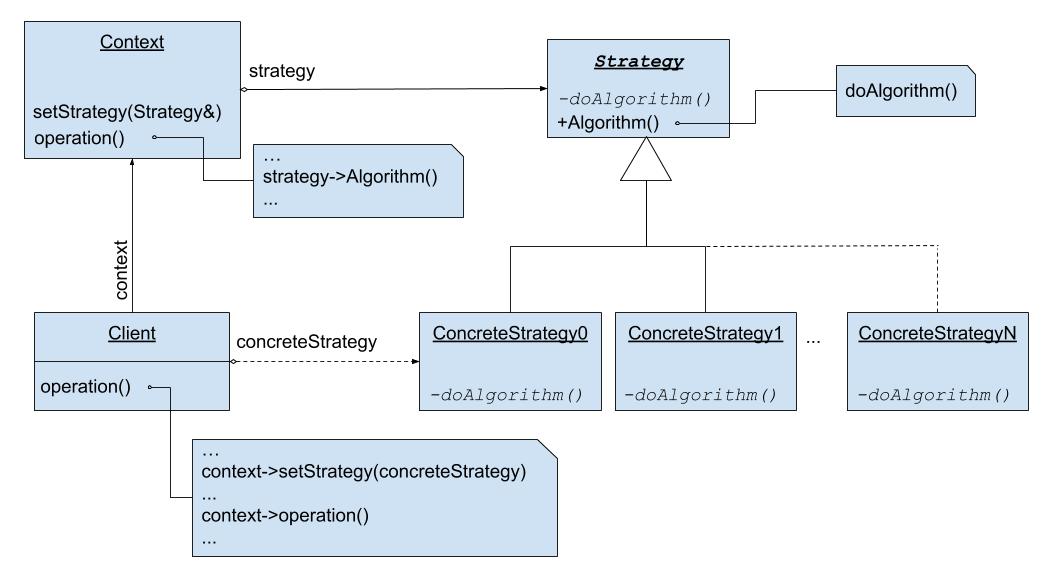 Context
setStrategy(Strategy&)
operation()
strategy
Strategy
-doAlgorithm()
+Algorithm()
doAlgorithm()
...
strategy->Algorithm()
...
context
Client
operation()
concreteStrategy
ConcreteStrategy0
-doAlgorithm()
ConcreteStrategy1
-doAlgorithm()
...
ConcreteStrategyN
-doAlgorithm()
...
context->setStrategy(concreteStrategy)
...
context->operation()
...